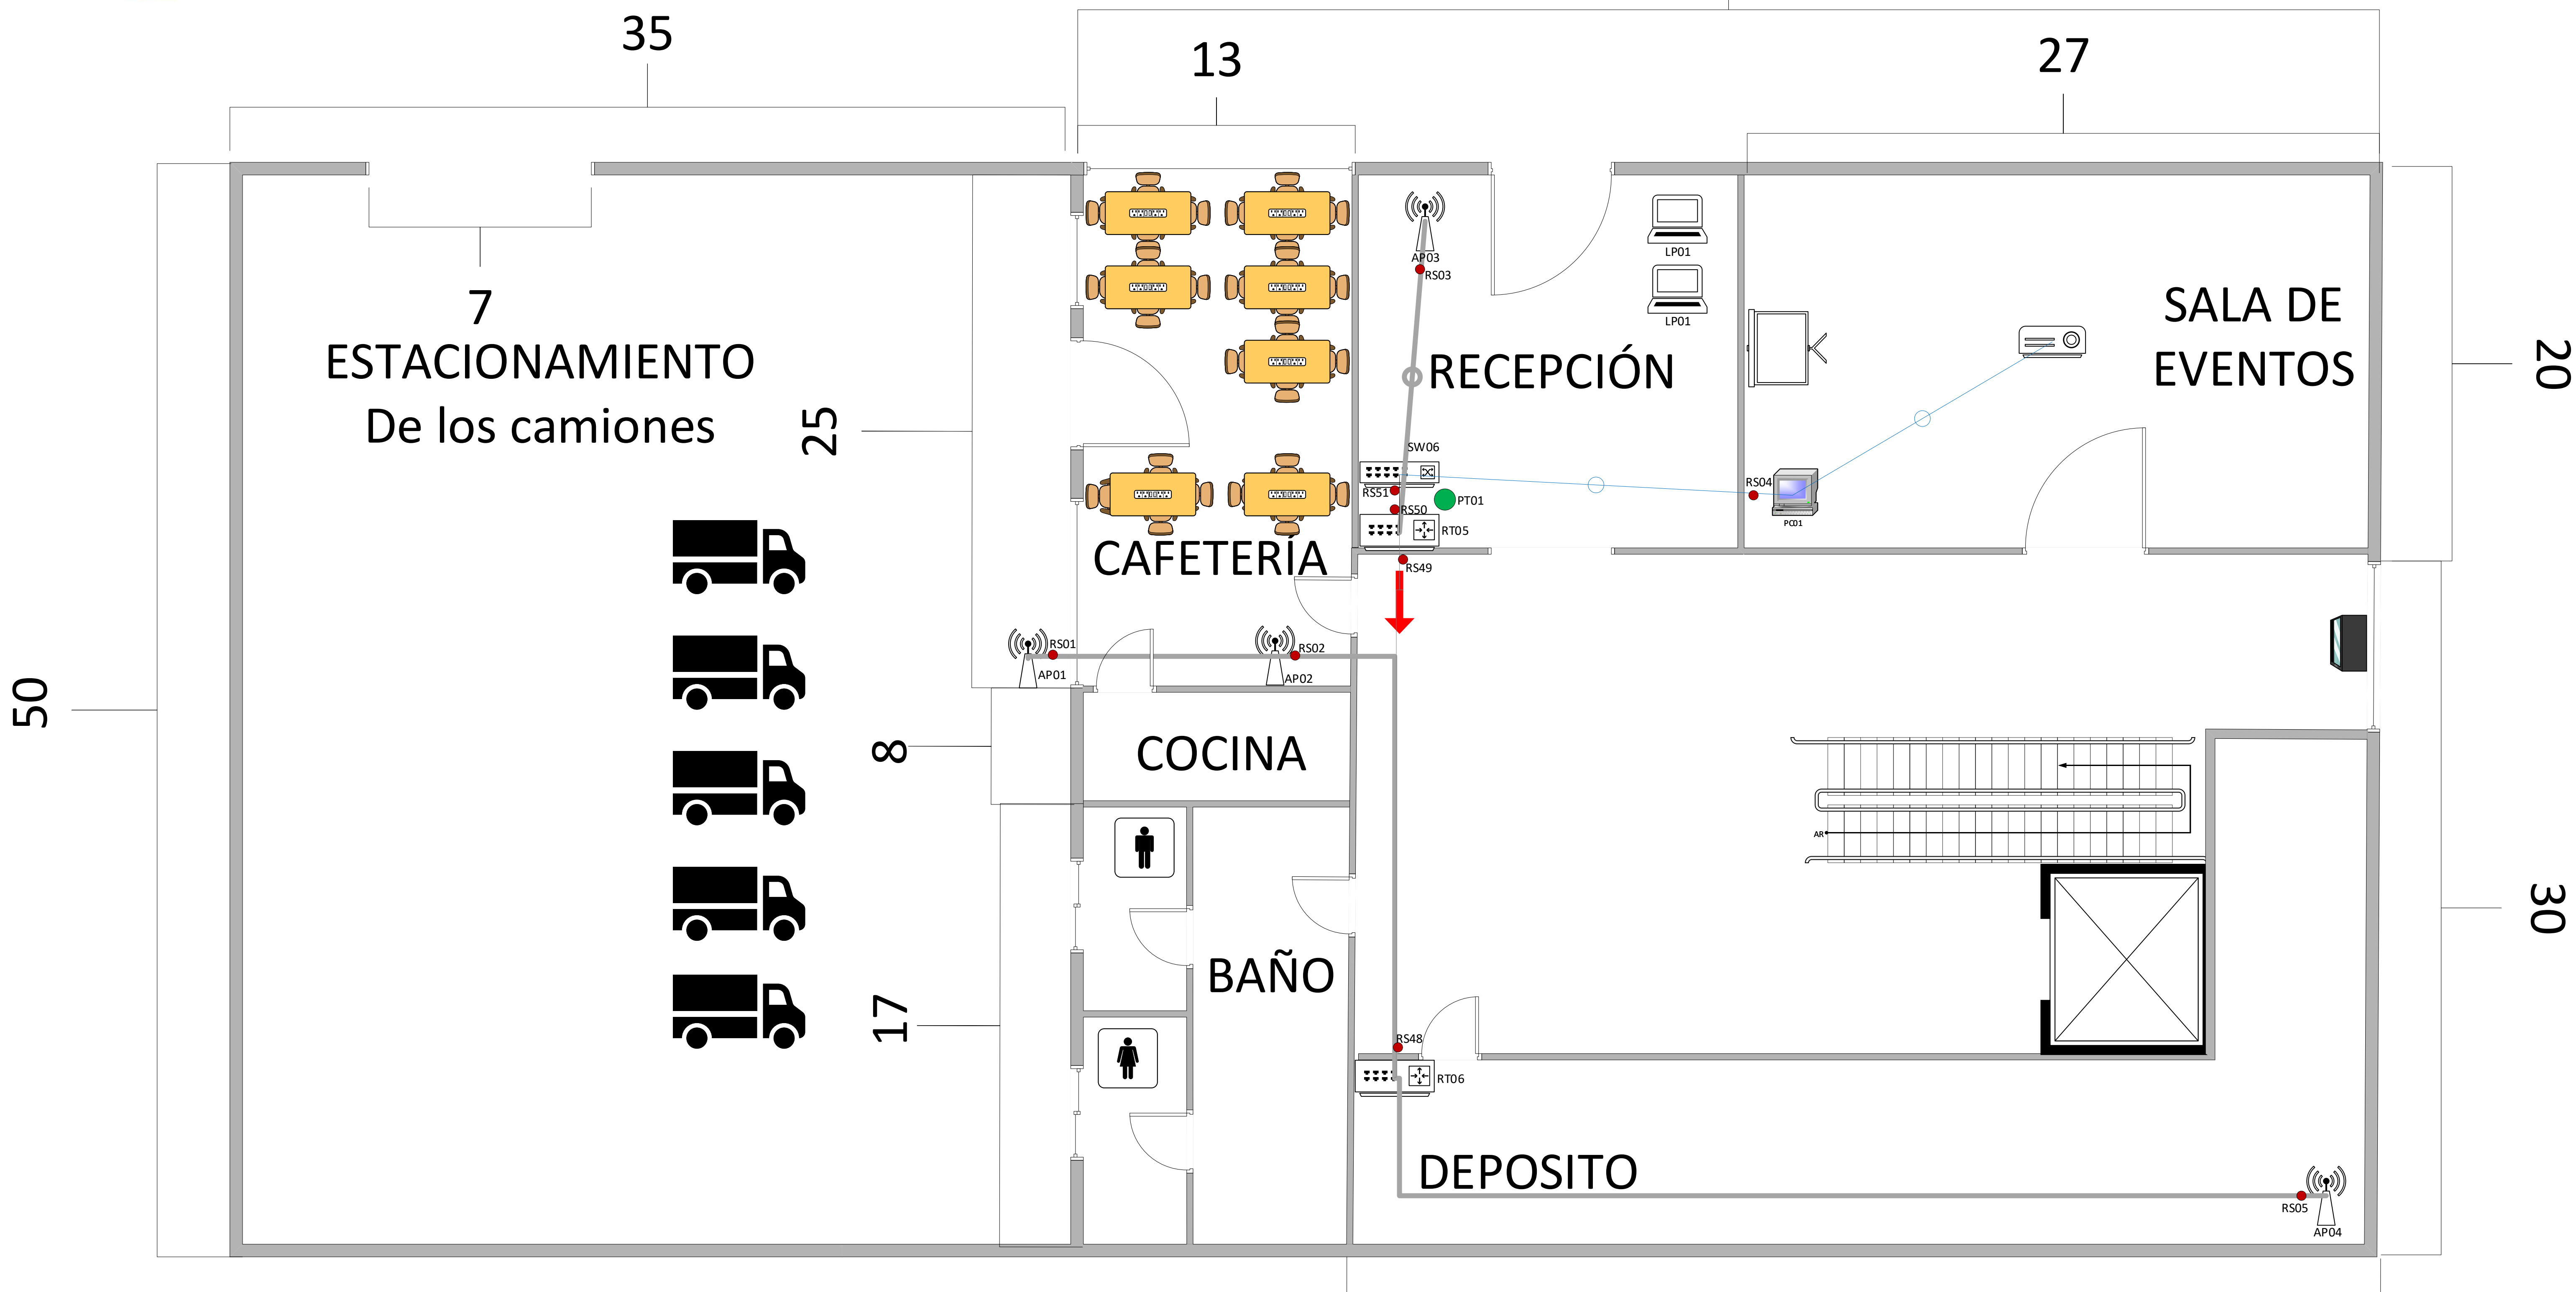 35
13
27
7
ESTACIONAMIENTO
De los camiones
25
AP03
RS03
LP01
LP01
RECEPCIÓN
SALA DE
EVENTOS
20
SW06
RS51
PT01
RS50
RT05
RS04
PC01
CAFETERÍA
RS49
RS01
AP01
RS02
AP02
50
8
COCINA
AR
30
17
BAÑO
RS48
RT06
DEPOSITO
RS05
AP04